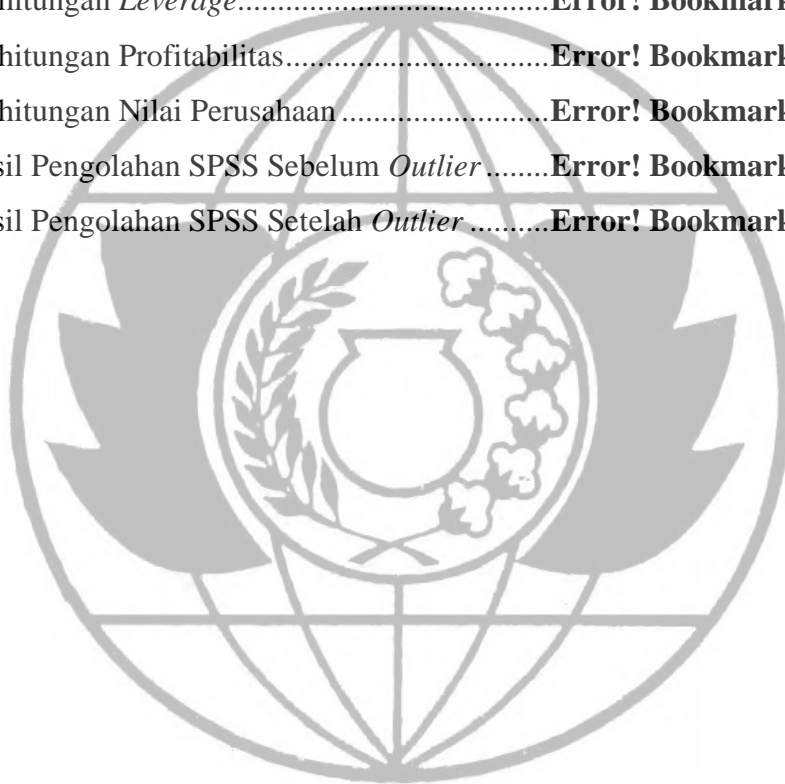 hitungan Leverage........................................Error! Bookmark
hitungan Profitabilitas.................................Error! Bookmark
hitungan Nilai Perusahaan..........................Error! Bookmark
sil Pengolahan SPSS Sebelum Outlier........Error! Bookmark
sil Pengolahan SPSS Setelah Outlier ..........Error! Bookmark